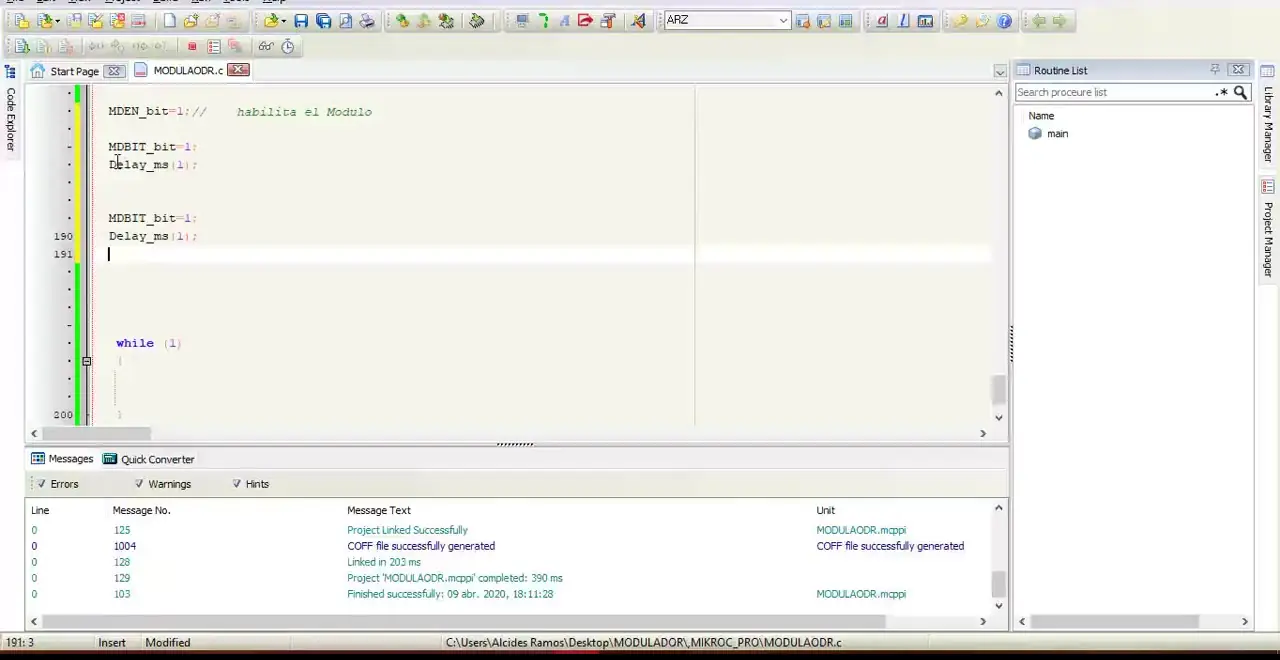 ARZ
Start Page
MODULAODR.c
Routine List
Code Explorer
MDEN_bit=1;//    habilita el Modulo
MDBIT_bit=1;
Delay_ms(1);
MDBIT_bit=1;
190 Delay_ms(1);
191
while (1)
{
200 }
Search proceure list
.*
Name
main
Library Manager
Project Manager
Messages
Quick Converter
Errors
Warnings
Hints
Line Message No. Message Text Unit
0 125 Project Linked Successfully MODULAODR.mcppi
0 1004 COFF file successfully generated COFF file successfully generated
0 128 Linked in 203 ms
0 129 Project 'MODULAODR.mcppi' completed: 390 ms
0 103 Finished successfully: 09 abr. 2020, 18:11:28 MODULAODR.mcppi
191: 3 Insert Modified C:\Users\Alcides Ramos\Desktop\MODULADOR\,MIKROC_PRO\MODULAODR.c